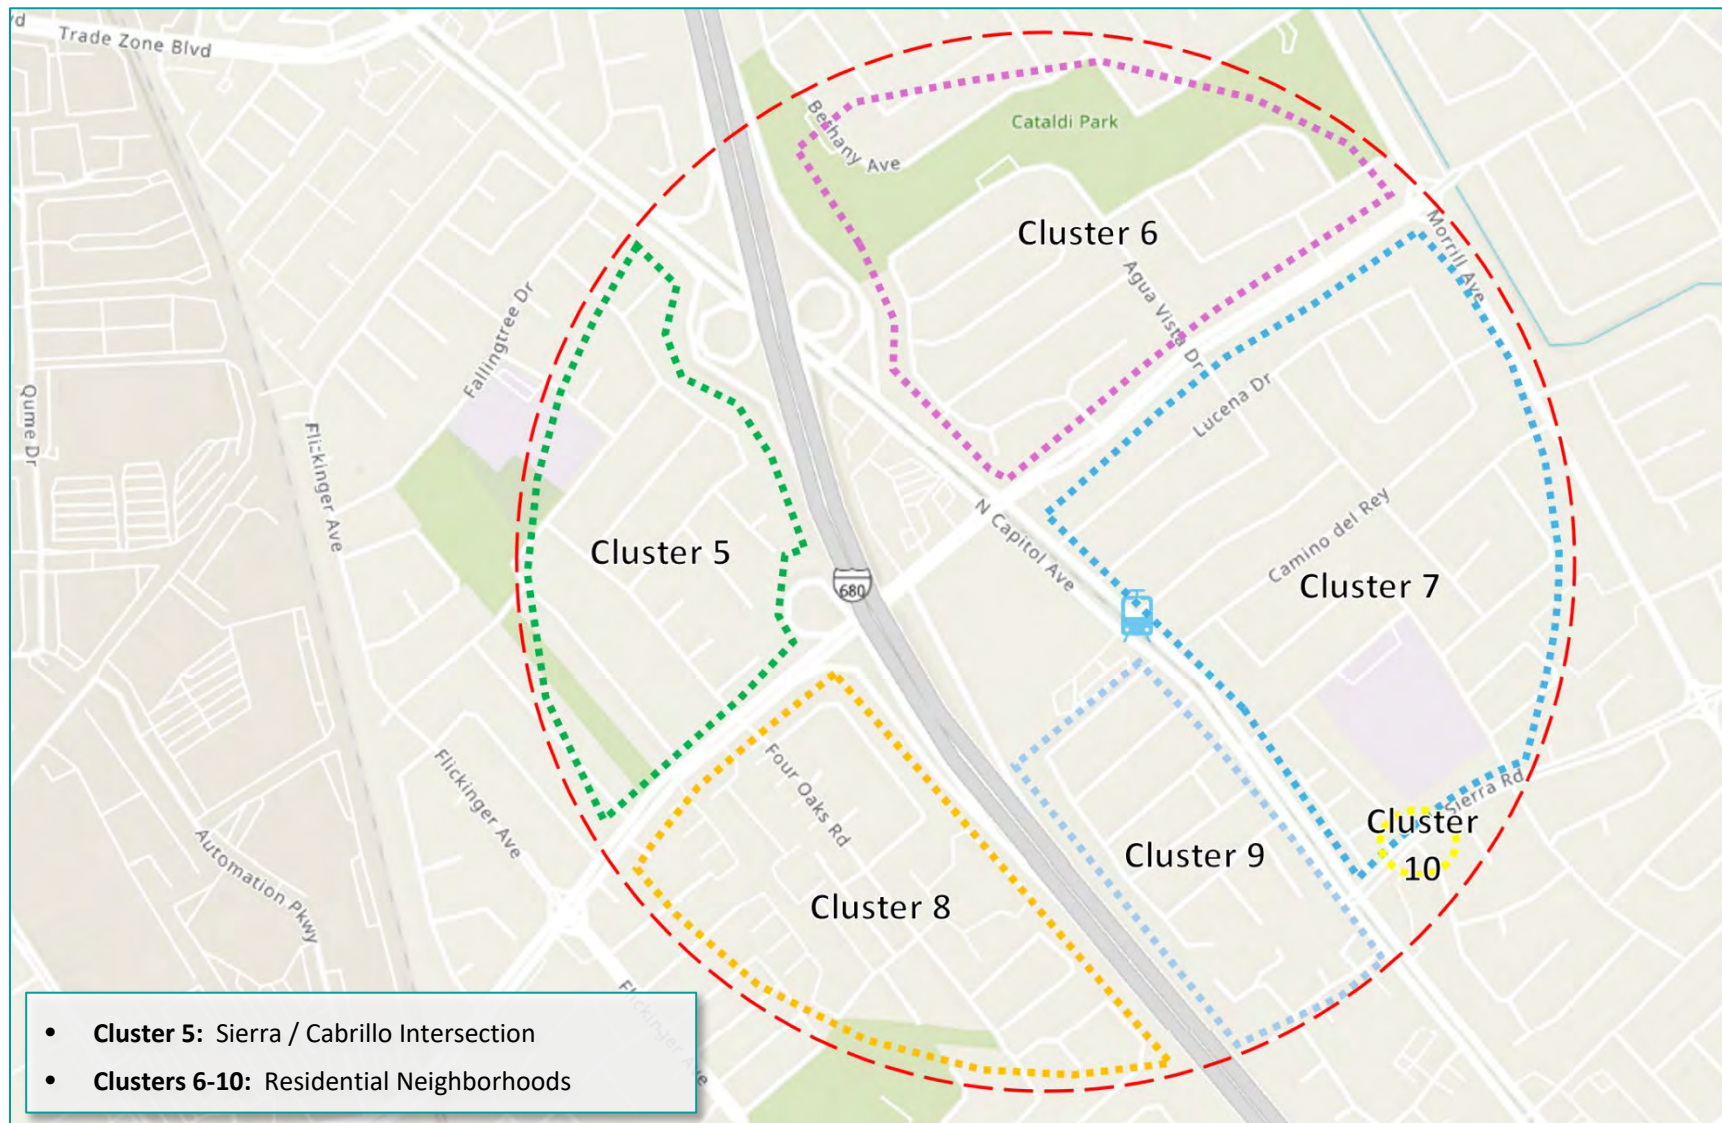 Trade Zone Blvd
Bethany Ave
Cataldi Park
Cluster 6
Morrill Ave
Agua Vista Dr
Fallingtree Dr
Lucena Dr
Qume Dr
Flickinger Ave
N Capitol Ave
Camino del Rey
Cluster 5
680
Cluster 7
Four Oaks Rd
Flickinger Ave
Sierra Rd
Cluster
10
Automation Pkwy
Cluster 9
Cluster 8
Flickinger Ave
• Cluster 5: Sierra / Cabrillo Intersection
• Clusters 6-10: Residential Neighborhoods